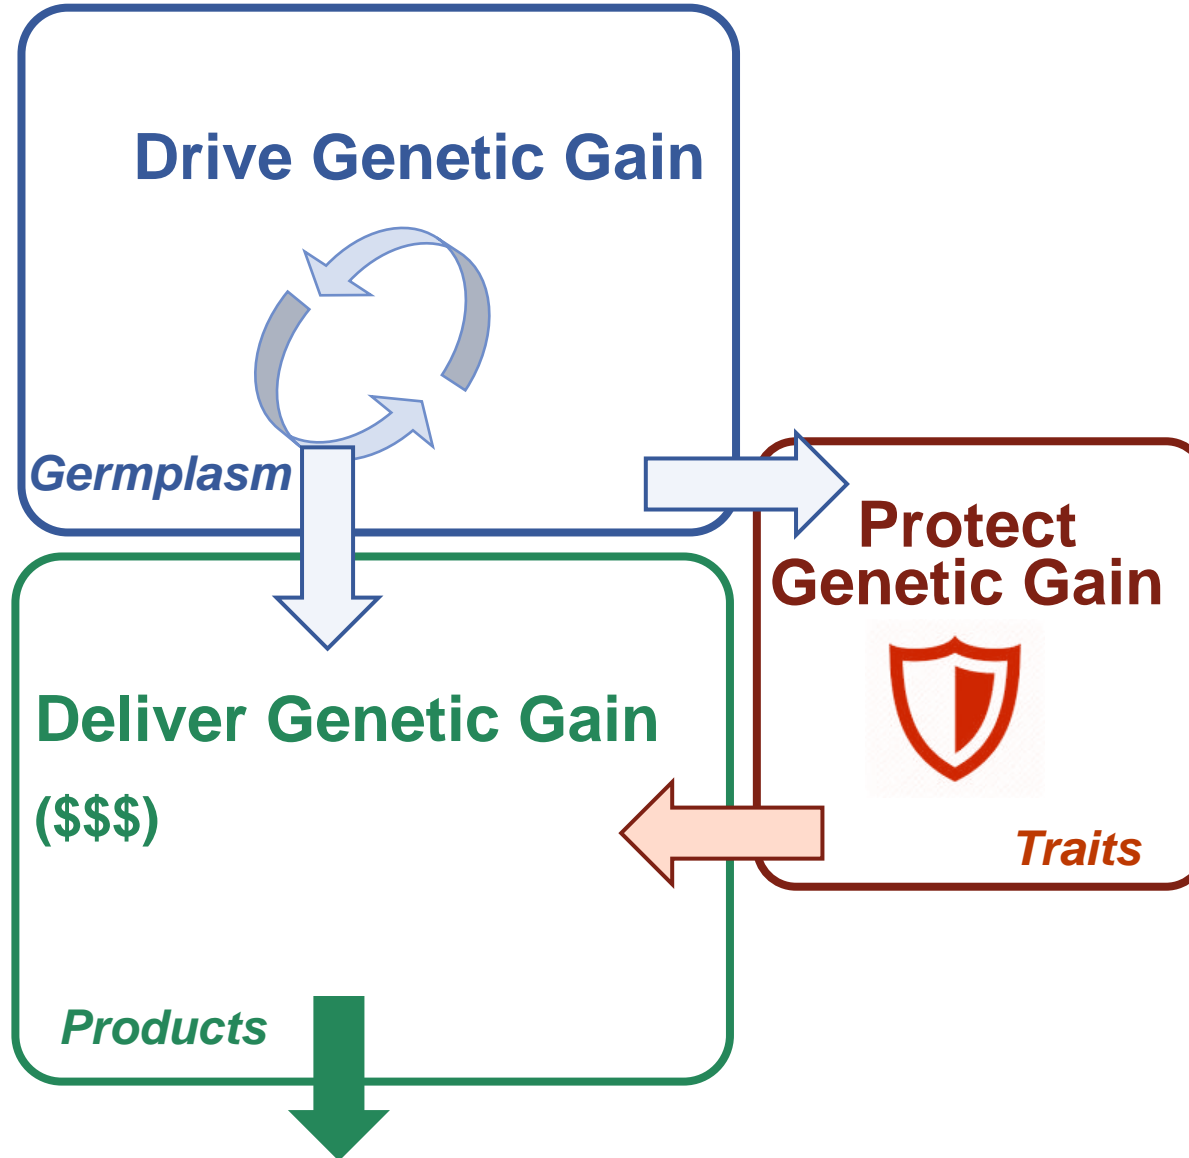 Drive Genetic Gain
Germplasm
Protect
Genetic Gain
Traits
Deliver Genetic Gain
($$$)
Products